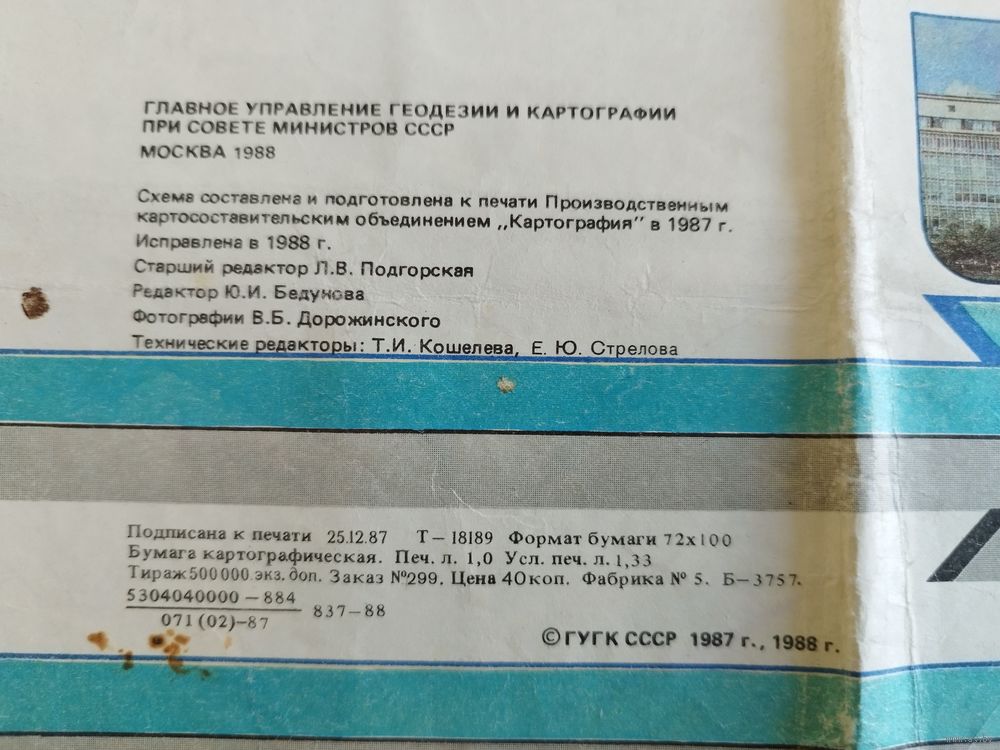 ГЛАВНОЕ УПРАВЛЕНИЕ ГЕОДЕЗИИ И КАРТОГРАФИИ
ПРИ СОВЕТЕ МИНИСТРОВ СССР
МОСКВА 1988
Схема составлена и подготовлена к печати Производственным
картосоставительским объединением „Картография" в 1987 г.
Исправлена в 1988 г.
Старший редактор Л.В. Подгорская
Редактор Ю.И. Бедунова
Фотографии В.Б. Дорожинского
Технические редакторы: Т.И. Кошелева, Е. Ю. Стрелова
Подписана к печати 25.12.87 Т – 18189 Формат бумаги 72х100
Бумага картографическая. Печ. л. 1,0 Усл. печ. л. 1,33
Тираж 500000 экз. доп. Заказ №299. Цена 40 коп. Фабрика № 5. Б–3757.
5304040000 – 884
071 (02)–87
837–88
© ГУГК СССР 1987 г., 1988 г.